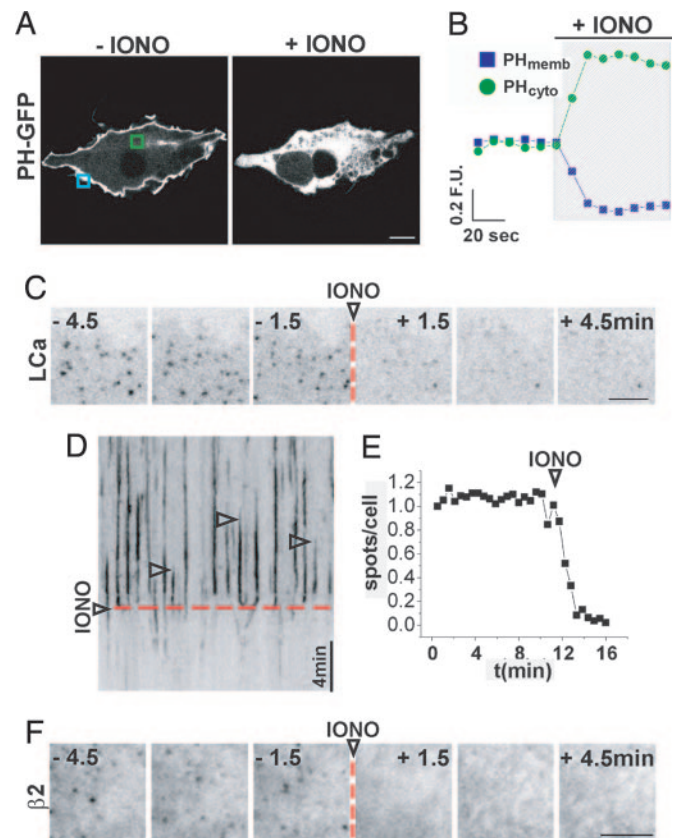 A
- IONO
+ IONO
PH-GFP
B
+ IONO
PHmemb
PHcyto
0.2 F.U.
20 sec
C
IONO
LCa
- 4.5
- 1.5
+ 1.5
+ 4.5min
D
IONO
4min
E
IONO
spots/cell
1.2
1.0
0.8
0.6
0.4
0.2
0.0
0 4 8 12 16
t(min)
F
IONO
β2
- 4.5
- 1.5
+ 1.5
+ 4.5min